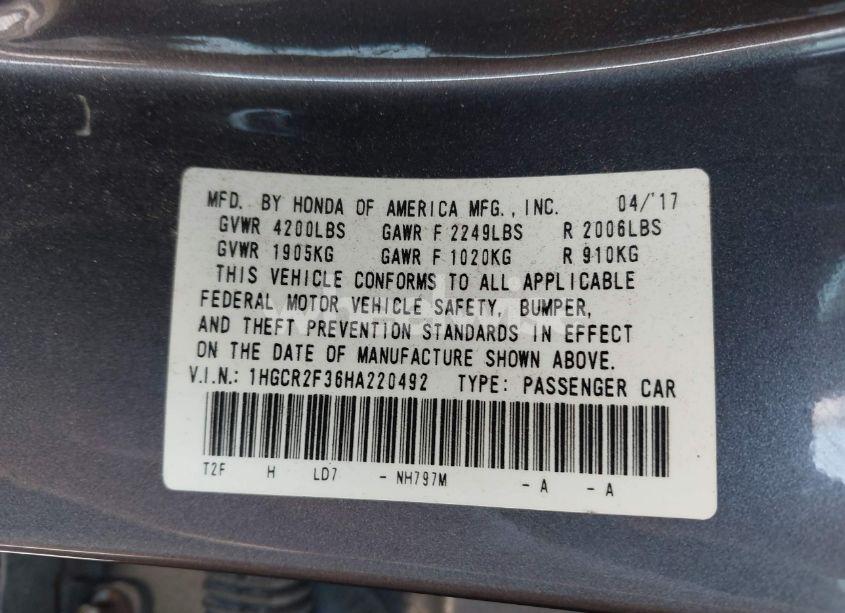 MFD. BY HONDA OF AMERICA MFG., INC. 04/'17
GVWR 4200LBS GAWR F 2249LBS R 2006LBS
GVWR 1905KG GAWR F 1020KG R 910KG
THIS VEHICLE CONFORMS TO ALL APPLICABLE
FEDERAL MOTOR VEHICLE SAFETY, BUMPER,
AND THEFT PREVENTION STANDARDS IN EFFECT
ON THE DATE OF MANUFACTURE SHOWN ABOVE.
V.I.N.: 1HGCR2F36HA220492 TYPE: PASSENGER CAR
T2F H LD7 - NH797M - A - A